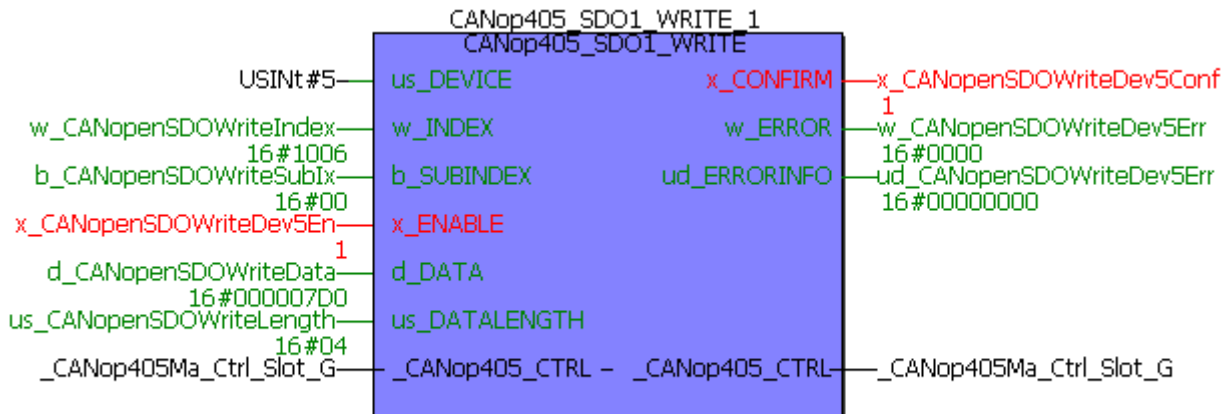 CANop405_SDO1_WRITE_1
CANop405_SDO1_WRITE
USINt#5 us_DEVICE x_CONFIRM x_CANopenSDOWriteDev5Conf
1
w_CANopenSDOWriteIndex w_INDEX w_ERROR w_CANopenSDOWriteDev5Err
16#1006 16#0000
b_CANopenSDOWriteSubIx b_SUBINDEX ud_ERRORINFO ud_CANopenSDOWriteDev5Err
16#00 16#00000000
x_CANopenSDOWriteDev5En x_ENABLE
1
d_CANopenSDOWriteData d_DATA
16#000007D0
us_CANopenSDOWriteLength us_DATALENGTH
16#04
_CANop405Ma_Ctrl_Slot_G _CANop405_CTRL – _CANop405_CTRL _CANop405Ma_Ctrl_Slot_G